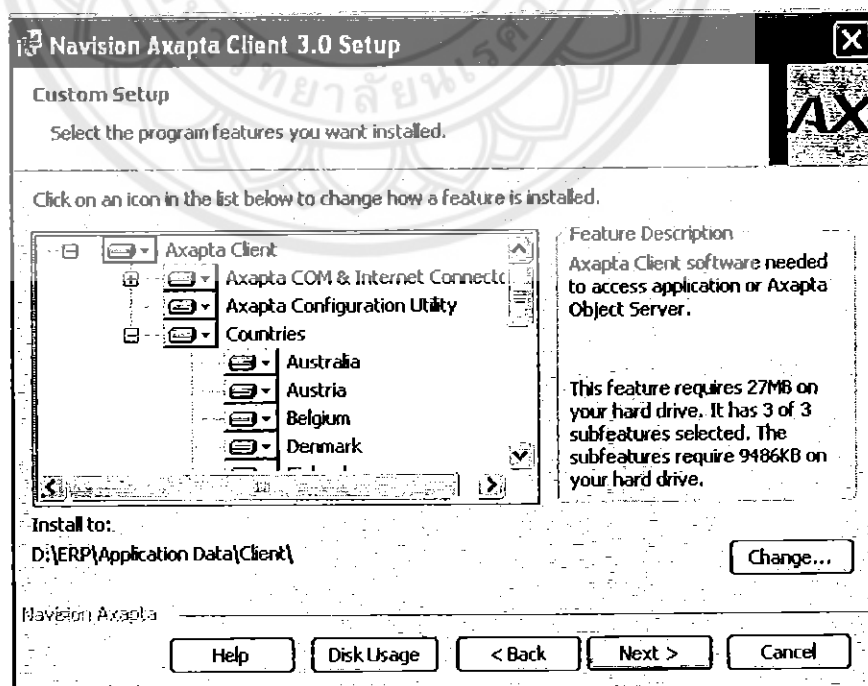 Navision Axapta Client 3.0 Setup
Custom Setup
Select the program features you want installed.
AX
Click on an icon in the list below to change how a feature is installed.
Axapta Client
Axapta COM & Internet Connectc
Axapta Configuration Utility
Countries
Australia
Austria
Belgium
Denmark
Feature Description
Axapta Client software needed
to access application or Axapta
Object Server.
This feature requires 27MB on
your hard drive. It has 3 of 3
subfeatures selected. The
subfeatures require 9486KB on
your hard drive.
Install to:
D:\ERP\Application Data\Client\
Change...
Navision Axapta
Help
Disk Usage
< Back
Next >
Cancel